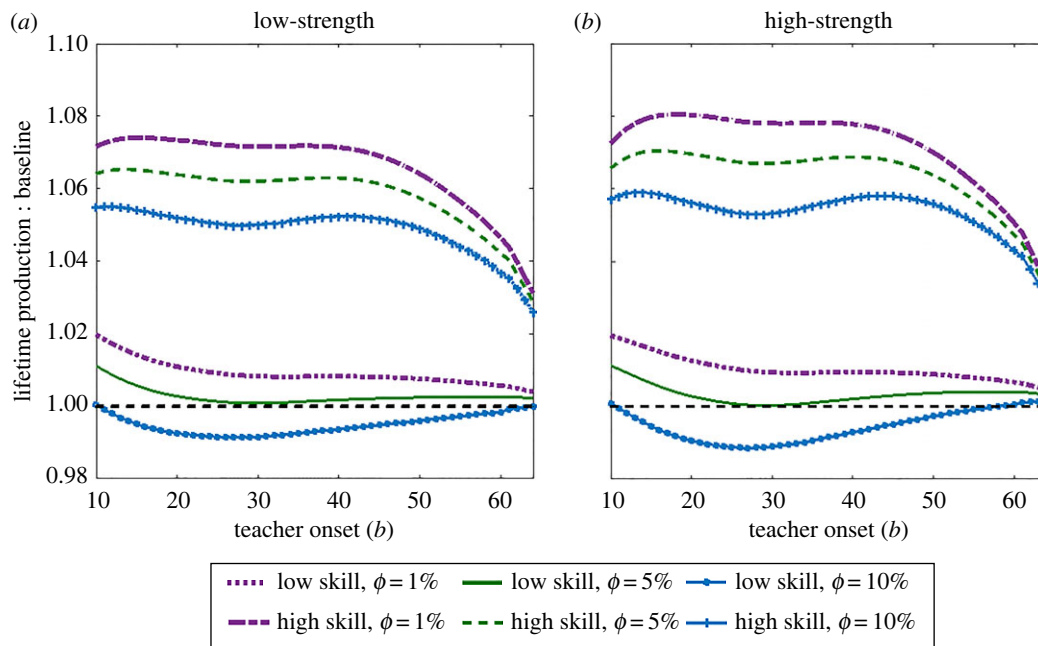 (a) low-strength (b) high-strength
1.10
1.08
1.06
1.04
1.02
1.00
0.98
lifetime production : baseline
10 20 30 40 50 60 10 20 30 40 50 60
teacher onset (b) teacher onset (b)
low skill, ϕ = 1% low skill, ϕ = 5% low skill, ϕ = 10%
high skill, ϕ = 1% high skill, ϕ = 5% high skill, ϕ = 10%